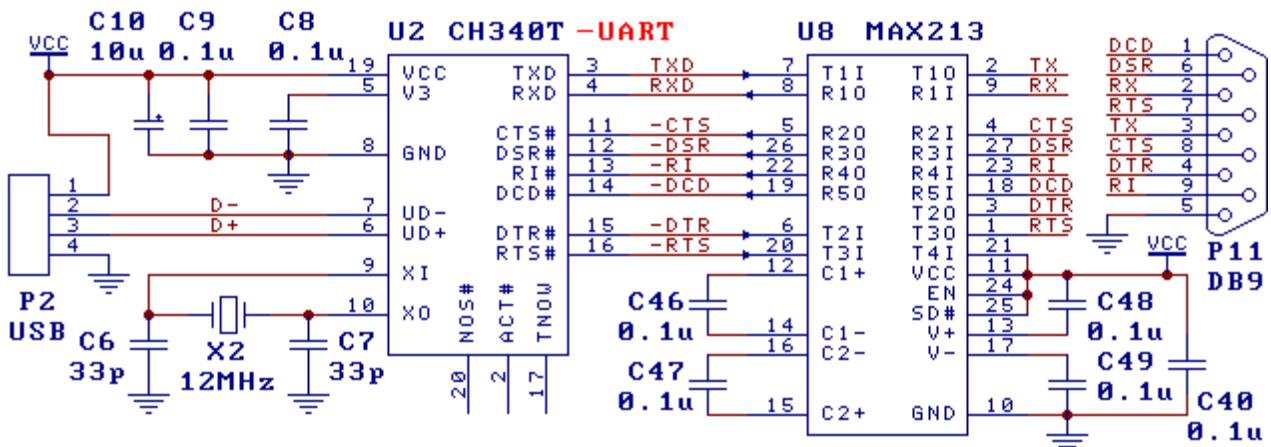 C10 C9 C8 U2 CH340T -UART U8 MAX213
VCC 10u 0.1u 0.1u
19 VCC TXD 3 TXD 7 T1I T1O 2 TX
5 V3 RXD 4 RXD 8 R1O R1I 9 RX
CTS# 11 -CTS 5 R2O R2I 4 CTS
8 GND DSR# 12 -DSR 26 R3O R3I 27 DSR
RI# 13 -RI 22 R4O R4I 23 RI
DCD# 14 -DCD 19 R5O R5I 18 DCD
T2O 3 DTR
T3O 1 RTS
DCD 1
DSR 6
RX 2
RTS 7
TX 3
CTS 8
DTR 4
RI 9
5
P11
DB9
1
2 D- 7 UD-
3 D+ 6 UD+
4
P2
USB
DTR# 15 -DTR 6 T2I
RTS# 16 -RTS 20 T3I
T4I 21
VCC 11 VCC
EN 24
SD# 25
V+ 13
V- 17
GND 10
9 XI
10 XO
NOS# 20
ACT# 2
TNOW 17
C6
33p
X2
12MHz
C7
33p
12 C1+
C46
0.1u
14 C1-
16 C2-
C47
0.1u
15 C2+
C48
0.1u
C49
0.1u
C40
0.1u